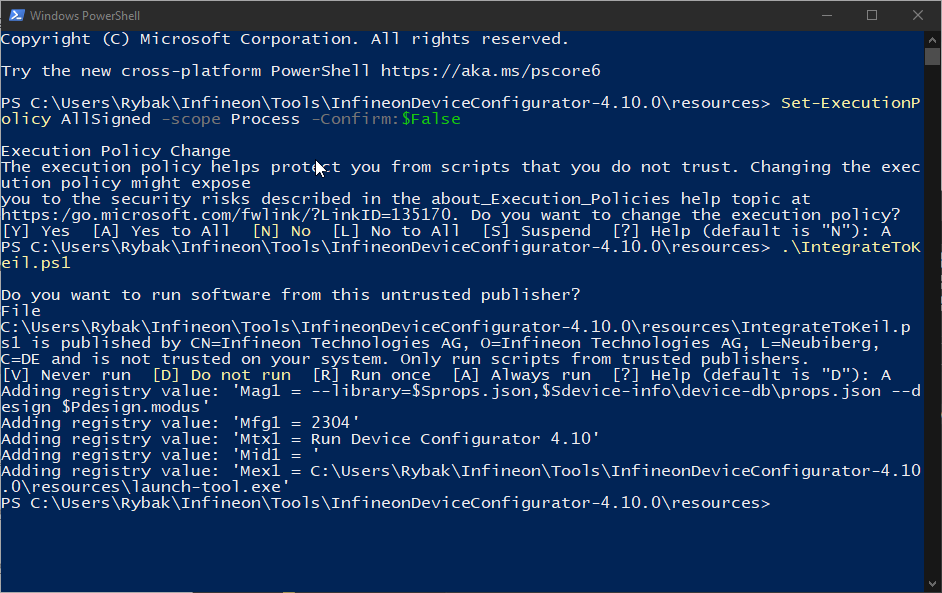 Windows PowerShell
Copyright (C) Microsoft Corporation. All rights reserved.
Try the new cross-platform PowerShell https://aka.ms/pscore6
PS C:\Users\Rybak\Infineon\Tools\InfineonDeviceConfigurator-4.10.0\resources> Set-ExecutionP
olicy AllSigned -scope Process -Confirm:$False
Execution Policy Change
The execution policy helps protect you from scripts that you do not trust. Changing the exec
ution policy might expose
you to the security risks described in the about_Execution_Policies help topic at
https:/go.microsoft.com/fwlink/?LinkID=135170. Do you want to change the execution policy?
[Y] Yes  [A] Yes to All  [N] No  [L] No to All  [S] Suspend  [?] Help (default is "N"): A
PS C:\Users\Rybak\Infineon\Tools\InfineonDeviceConfigurator-4.10.0\resources> .\IntegrateToK
eil.ps1
Do you want to run software from this untrusted publisher?
File
C:\Users\Rybak\Infineon\Tools\InfineonDeviceConfigurator-4.10.0\resources\IntegrateToKeil.p
s1 is published by CN=Infineon Technologies AG, O=Infineon Technologies AG, L=Neubiberg,
C=DE and is not trusted on your system. Only run scripts from trusted publishers.
[V] Never run  [D] Do not run  [R] Run once  [A] Always run  [?] Help (default is "D"): A
Adding registry value: 'Mag1 = --library=$Sprops.json,$Sdevice-info\device-db\props.json --d
esign $Pdesign.modus'
Adding registry value: 'Mfg1 = 2304'
Adding registry value: 'Mtx1 = Run Device Configurator 4.10'
Adding registry value: 'Mid1 = '
Adding registry value: 'Mex1 = C:\Users\Rybak\Infineon\Tools\InfineonDeviceConfigurator-4.10
.0\resources\launch-tool.exe'
PS C:\Users\Rybak\Infineon\Tools\InfineonDeviceConfigurator-4.10.0\resources>